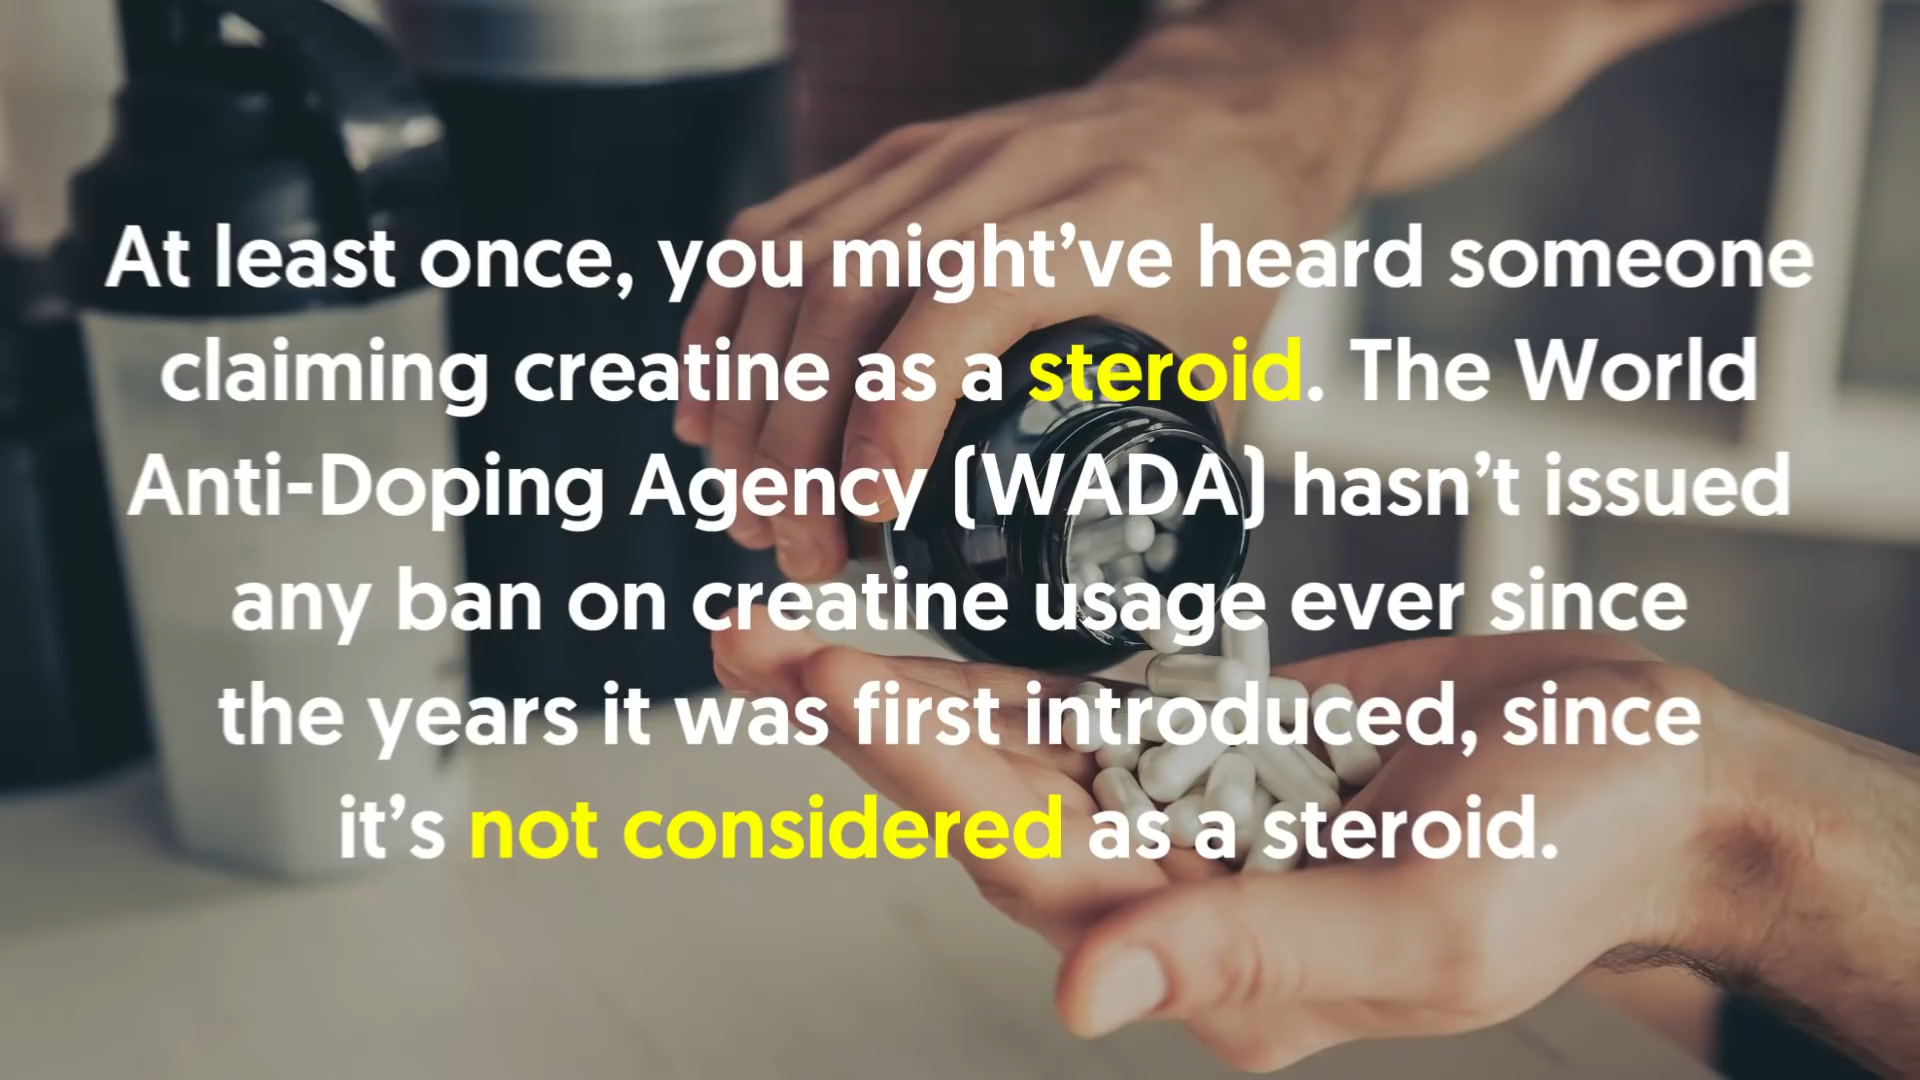 At least once, you might’ve heard someone
claiming creatine as a steroid. The World
Anti-Doping Agency (WADA) hasn’t issued
any ban on creatine usage ever since
the years it was first introduced, since
it’s not considered as a steroid.